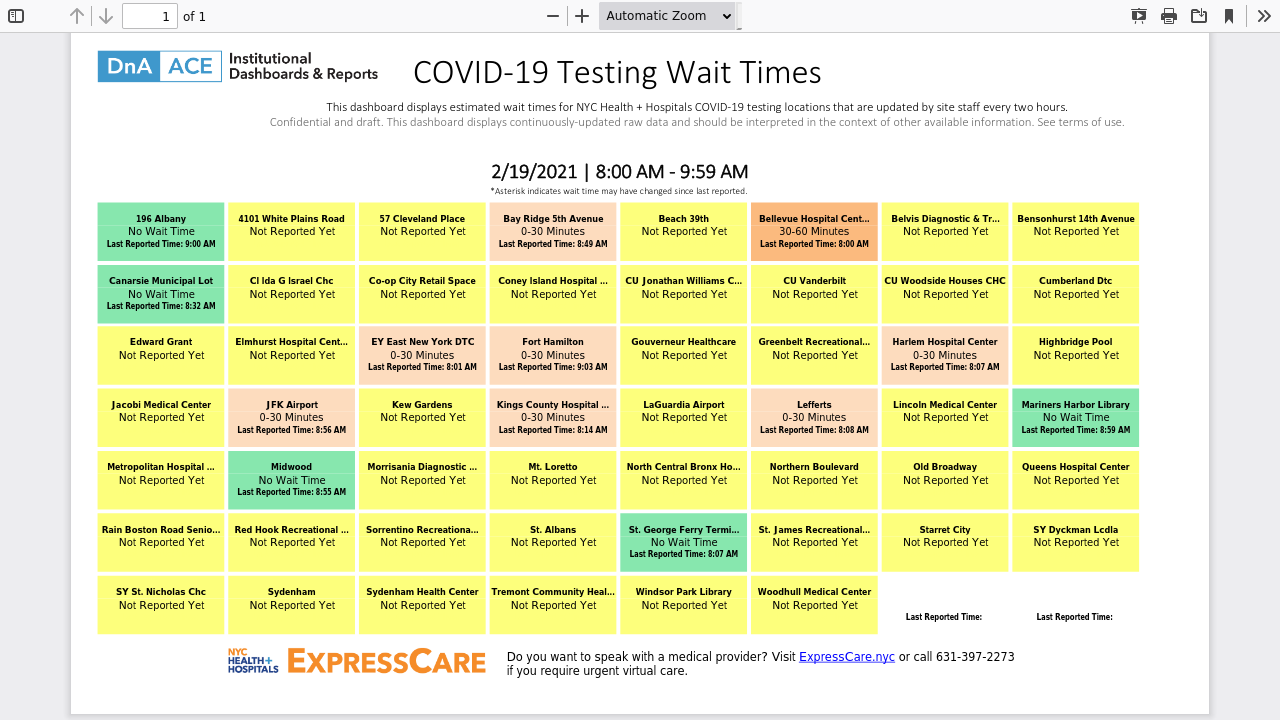 1 of 1
Automatic Zoom
DnA ACE Institutional
Dashboards & Reports
COVID-19 Testing Wait Times
This dashboard displays estimated wait times for NYC Health + Hospitals COVID-19 testing locations that are updated by site staff every two hours.
Confidential and draft. This dashboard displays continuously-updated raw data and should be interpreted in the context of other available information. See terms of use.
2/19/2021 | 8:00 AM - 9:59 AM
*Asterisk indicates wait time may have changed since last reported.
196 Albany
No Wait Time
Last Reported Time: 9:00 AM
4101 White Plains Road
Not Reported Yet
57 Cleveland Place
Not Reported Yet
Bay Ridge 5th Avenue
0-30 Minutes
Last Reported Time: 8:49 AM
Beach 39th
Not Reported Yet
Bellevue Hospital Cent...
30-60 Minutes
Last Reported Time: 8:00 AM
Belvis Diagnostic & Tr...
Not Reported Yet
Bensonhurst 14th Avenue
Not Reported Yet
Canarsie Municipal Lot
No Wait Time
Last Reported Time: 8:32 AM
CI Ida G Israel Chc
Not Reported Yet
Co-op City Retail Space
Not Reported Yet
Coney Island Hospital ...
Not Reported Yet
CU Jonathan Williams C...
Not Reported Yet
CU Vanderbilt
Not Reported Yet
CU Woodside Houses CHC
Not Reported Yet
Cumberland Dtc
Not Reported Yet
Edward Grant
Not Reported Yet
Elmhurst Hospital Cent...
Not Reported Yet
EY East New York DTC
0-30 Minutes
Last Reported Time: 8:01 AM
Fort Hamilton
0-30 Minutes
Last Reported Time: 9:03 AM
Gouverneur Healthcare
Not Reported Yet
Greenbelt Recreational...
Not Reported Yet
Harlem Hospital Center
0-30 Minutes
Last Reported Time: 8:07 AM
Highbridge Pool
Not Reported Yet
Jacobi Medical Center
Not Reported Yet
JFK Airport
0-30 Minutes
Last Reported Time: 8:56 AM
Kew Gardens
Not Reported Yet
Kings County Hospital ...
0-30 Minutes
Last Reported Time: 8:14 AM
LaGuardia Airport
Not Reported Yet
Lefferts
0-30 Minutes
Last Reported Time: 8:08 AM
Lincoln Medical Center
Not Reported Yet
Mariners Harbor Library
No Wait Time
Last Reported Time: 8:59 AM
Metropolitan Hospital ...
Not Reported Yet
Midwood
No Wait Time
Last Reported Time: 8:55 AM
Morrisania Diagnostic ...
Not Reported Yet
Mt. Loretto
Not Reported Yet
North Central Bronx Ho...
Not Reported Yet
Northern Boulevard
Not Reported Yet
Old Broadway
Not Reported Yet
Queens Hospital Center
Not Reported Yet
Rain Boston Road Senio...
Not Reported Yet
Red Hook Recreational ...
Not Reported Yet
Sorrentino Recreationa...
Not Reported Yet
St. Albans
Not Reported Yet
St. George Ferry Termi...
No Wait Time
Last Reported Time: 8:07 AM
St. James Recreational...
Not Reported Yet
Starret City
Not Reported Yet
SY Dyckman Lcdla
Not Reported Yet
SY St. Nicholas Chc
Not Reported Yet
Sydenham
Not Reported Yet
Sydenham Health Center
Not Reported Yet
Tremont Community Heal...
Not Reported Yet
Windsor Park Library
Not Reported Yet
Woodhull Medical Center
Not Reported Yet
Last Reported Time:
Last Reported Time:
NYC
HEALTH+
HOSPITALS
EXPRESSCARE
Do you want to speak with a medical provider? Visit ExpressCare.nyc or call 631-397-2273
if you require urgent virtual care.